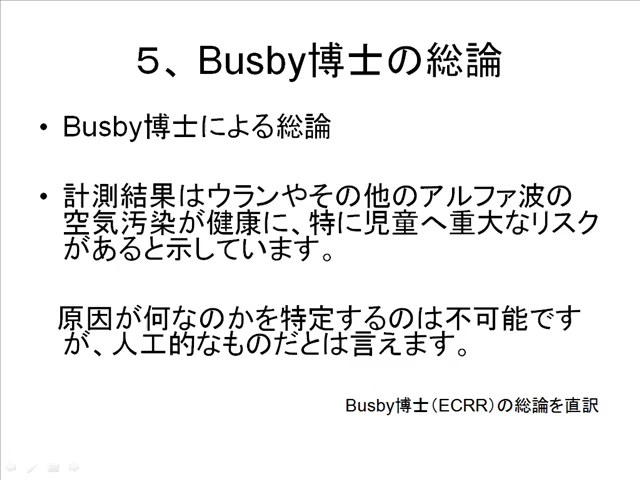 ５、Busby博士の総論
• Busby博士による総論
• 計測結果はウランやその他のアルファ波の
空気汚染が健康に、特に児童へ重大なリスク
があると示しています。
原因が何なのかを特定するのは不可能です
が、人工的なものだとは言えます。
Busby博士（ECRR）の総論を直訳